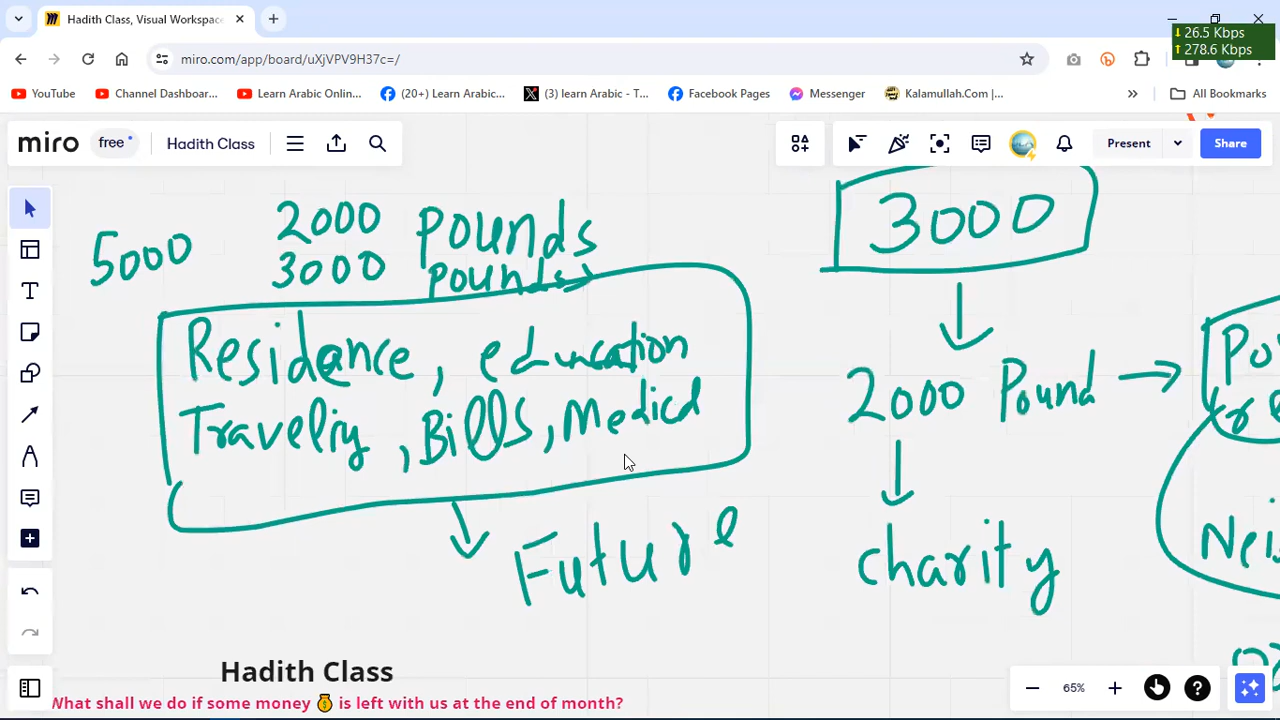 Hadith Class, Visual Workspac
26.5 Kbps
278.6 Kbps
miro.com/app/board/uXjVPV9H37c=/
YouTube
Channel Dashboar...
Learn Arabic Onlin...
(20+) Learn Arabic...
(3) learn Arabic - T...
Facebook Pages
Messenger
Kalamullah.Com |...
All Bookmarks
miro
free
Hadith Class
Present
Share
5000
2000 pounds
3000 pounds
Residence, education
Traveling, Bills, Medical
Future
3000
2000 Pound
charity
Hadith Class
What shall we do if some money 💰 is left with us at the end of month?
65%